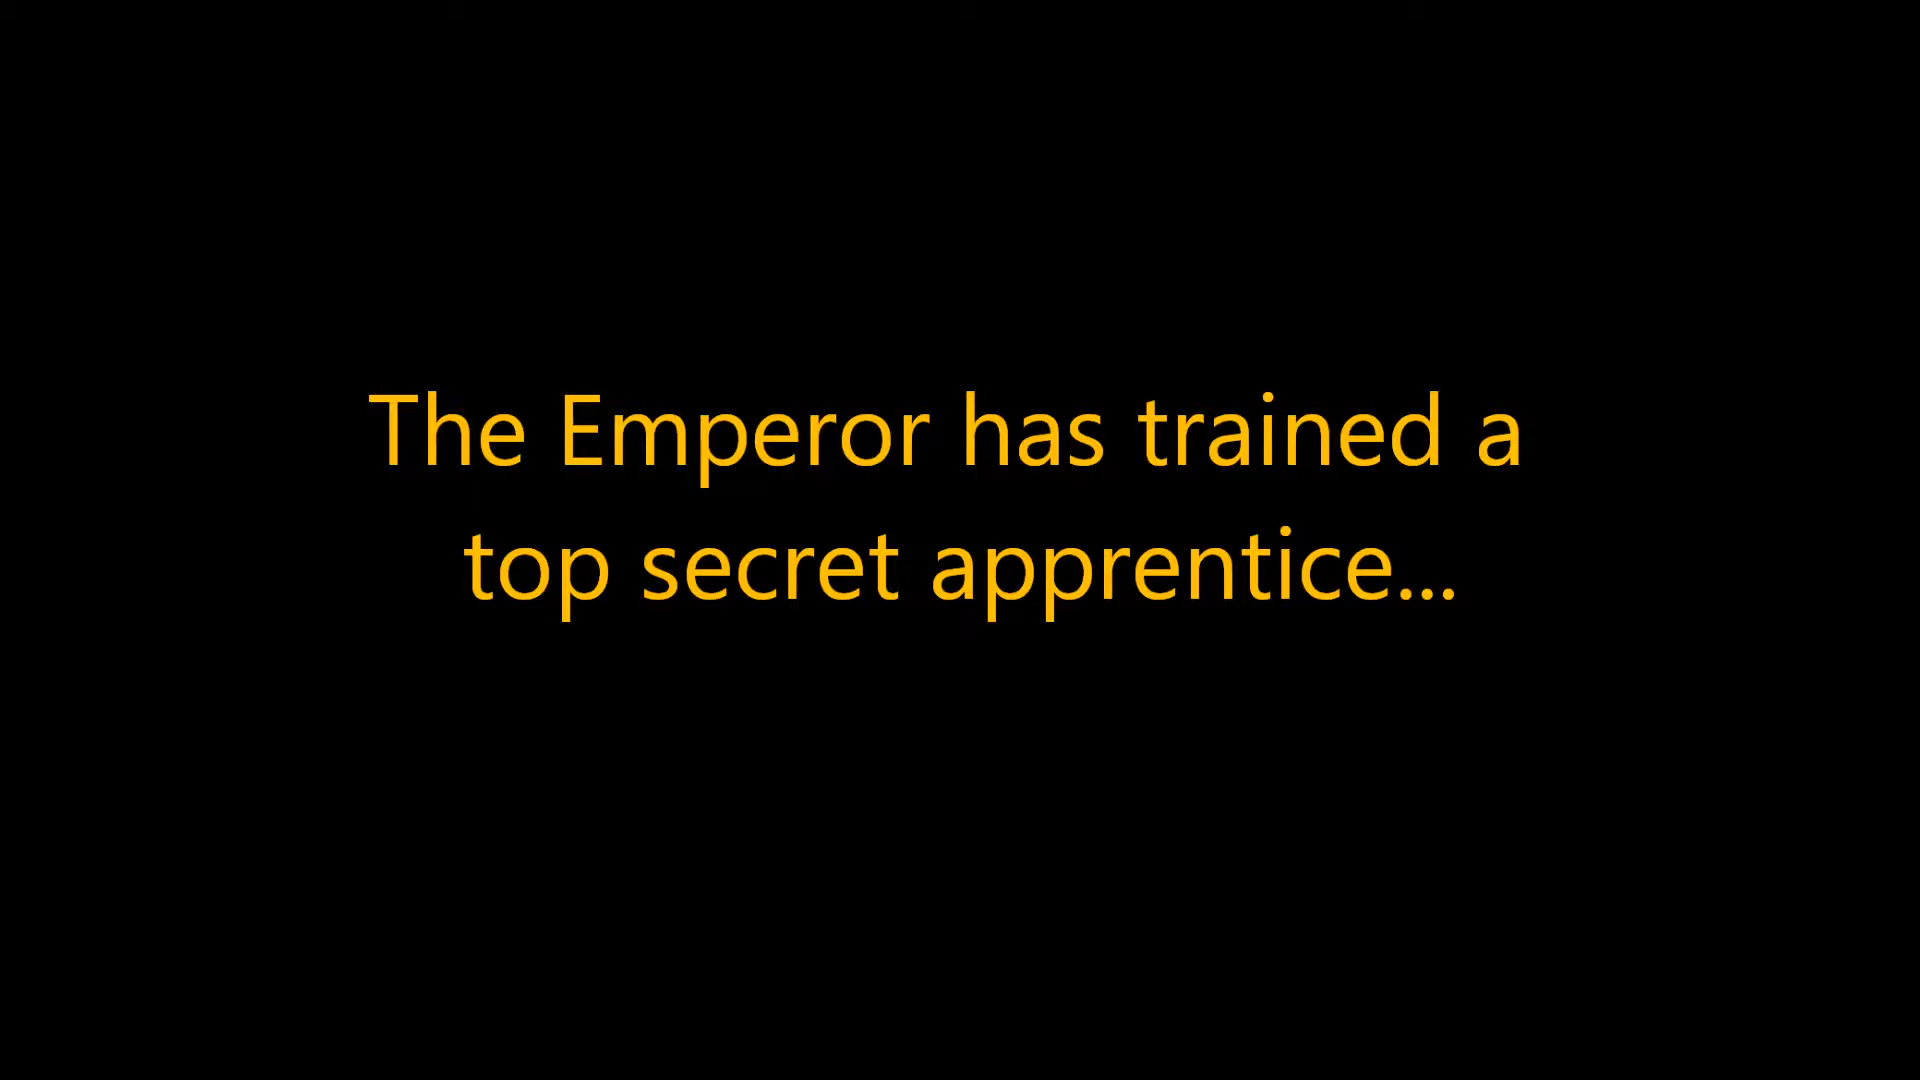 The Emperor has trained a
top secret apprentice...